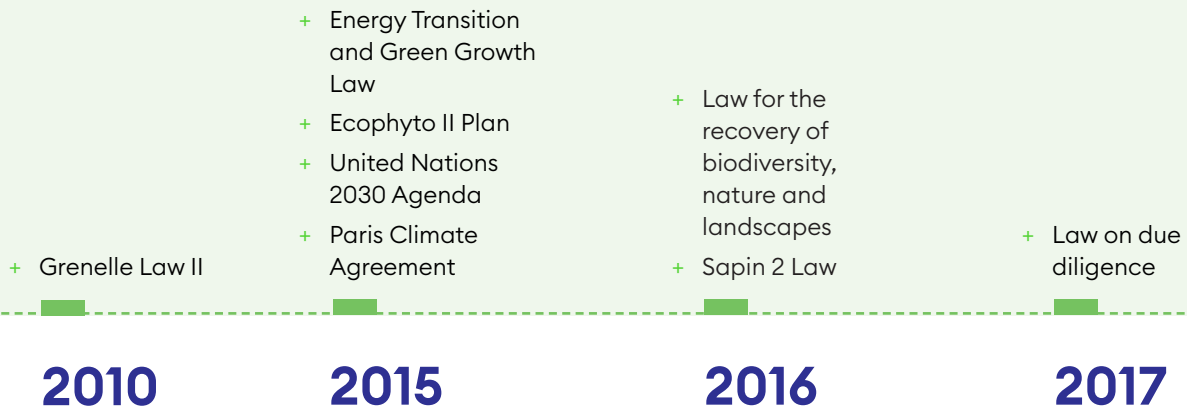 + Grenelle Law II
2010
+ Energy Transition
and Green Growth
Law
+ Ecophyto II Plan
+ United Nations
2030 Agenda
+ Paris Climate
Agreement
2015
+ Law for the
recovery of
biodiversity,
nature and
landscapes
+ Sapin 2 Law
2016
+ Law on due
diligence
2017